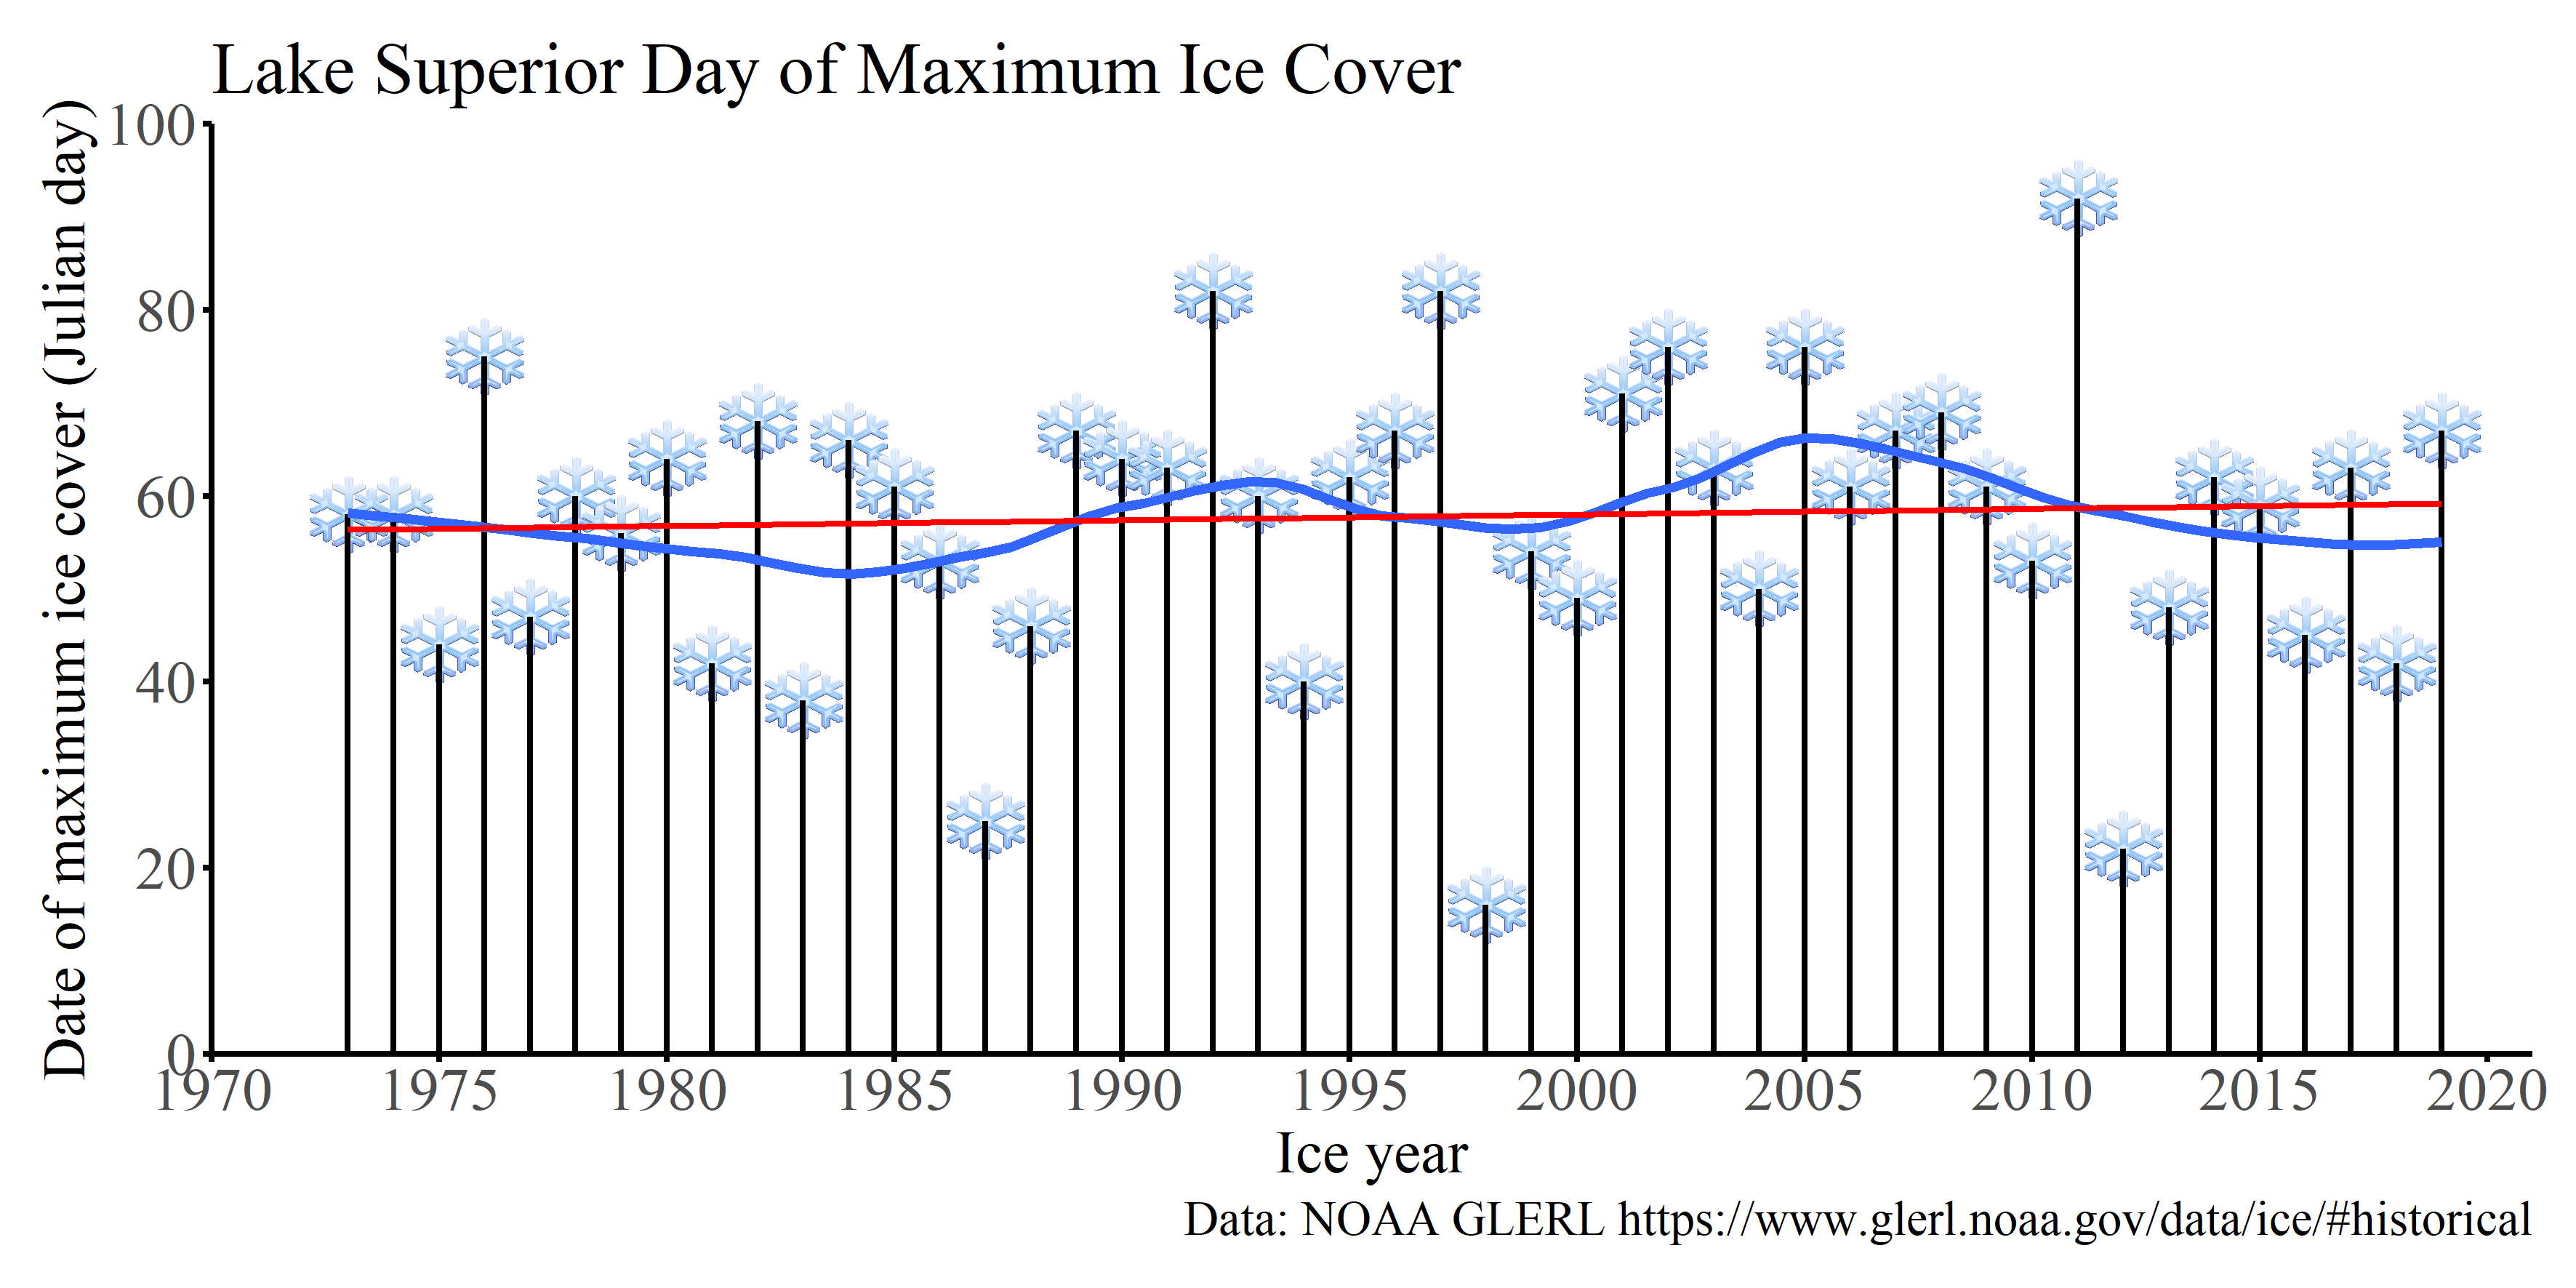 Lake Superior Day of Maximum Ice Cover
Date of maximum ice cover (Julian day)
100
80
60
40
20
0
1970 1975 1980 1985 1990 1995 2000 2005 2010 2015 2020
Ice year
Data: NOAA GLERL https://www.glerl.noaa.gov/data/ice/#historical